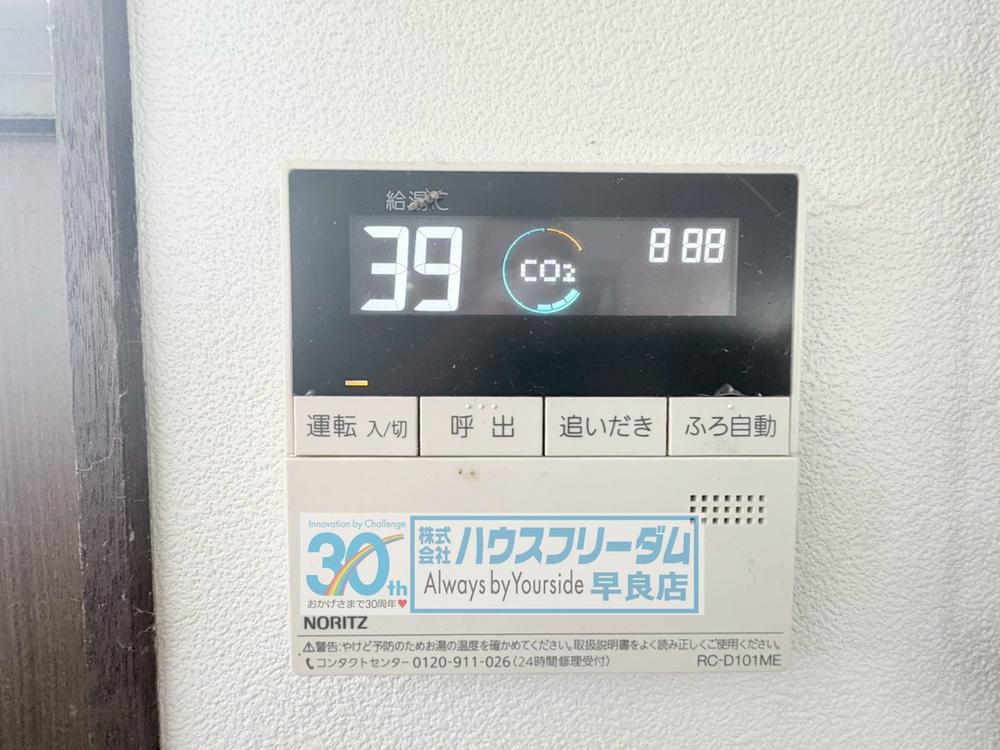 給湯℃
39
CO₂
8 88
運転 入/切
呼出
追いだき
ふろ自動
Innovation by Challenge
30th
おかげさまで30周年♥
株式会社ハウスフリーダム
Always by Yourside 早良店
NORITZ
⚠警告:やけど予防のためお湯の温度を確かめてください。取扱説明書をよく読み正しくご使用ください。
コンタクトセンター 0120-911-026(24時間修理受付)
RC-D101ME